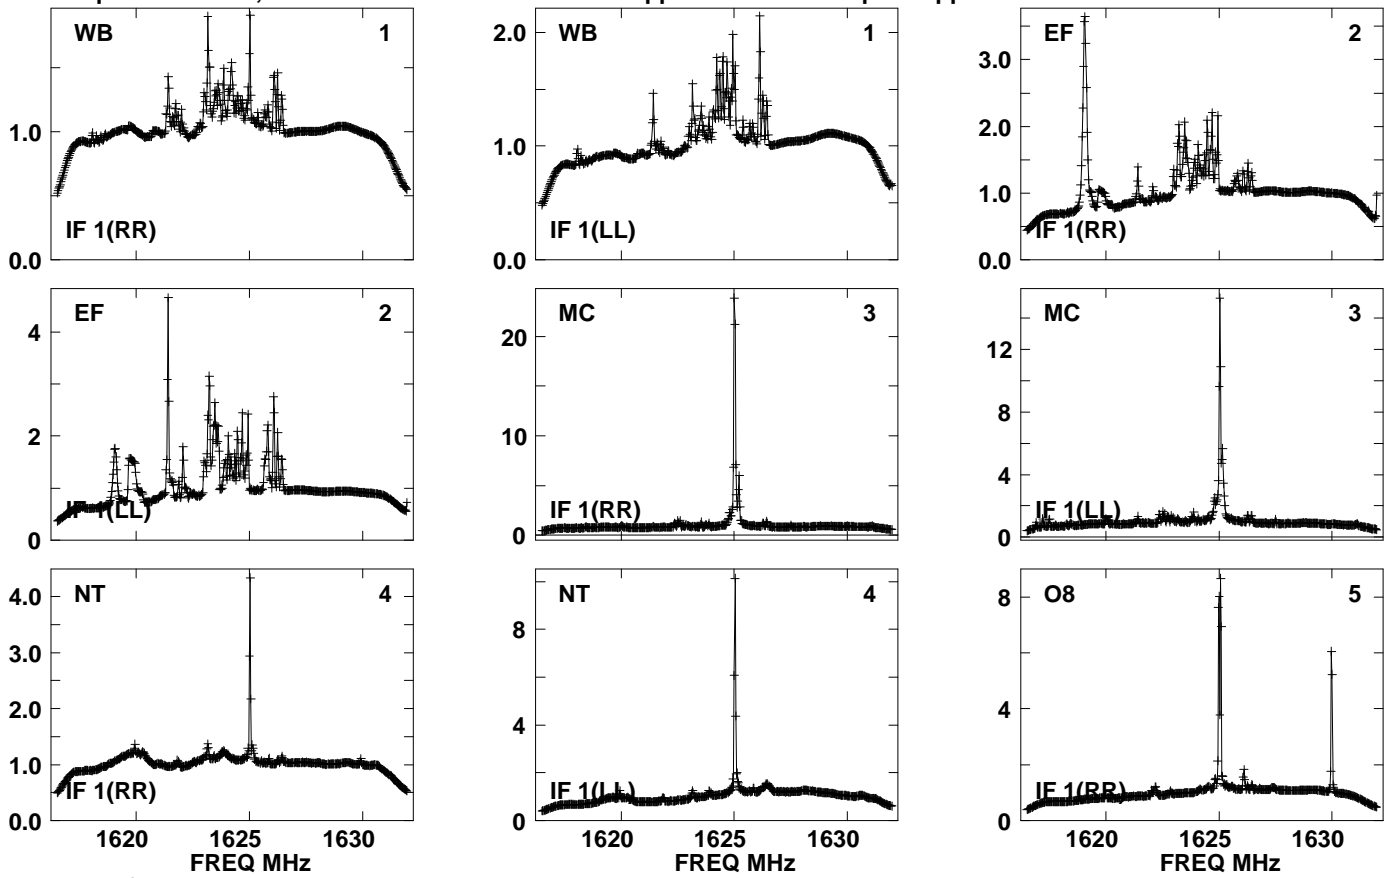 WB 1
1.0
0.0
IF 1(RR)
WB 1
2.0
1.0
0.0
IF 1(LL)
EF 2
3.0
2.0
1.0
0.0
IF 1(RR)
EF 2
4
2
0
IF 1(LL)
MC 3
20
10
0
IF 1(RR)
MC 3
12
8
4
0
IF 1(LL)
NT 4
4.0
3.0
2.0
1.0
0.0
IF 1(RR)
1620 1625 1630
FREQ MHz
NT 4
8
4
0
IF 1(LL)
1620 1625 1630
FREQ MHz
O8 5
8
4
0
IF 1(RR)
1620 1625 1630
FREQ MHz